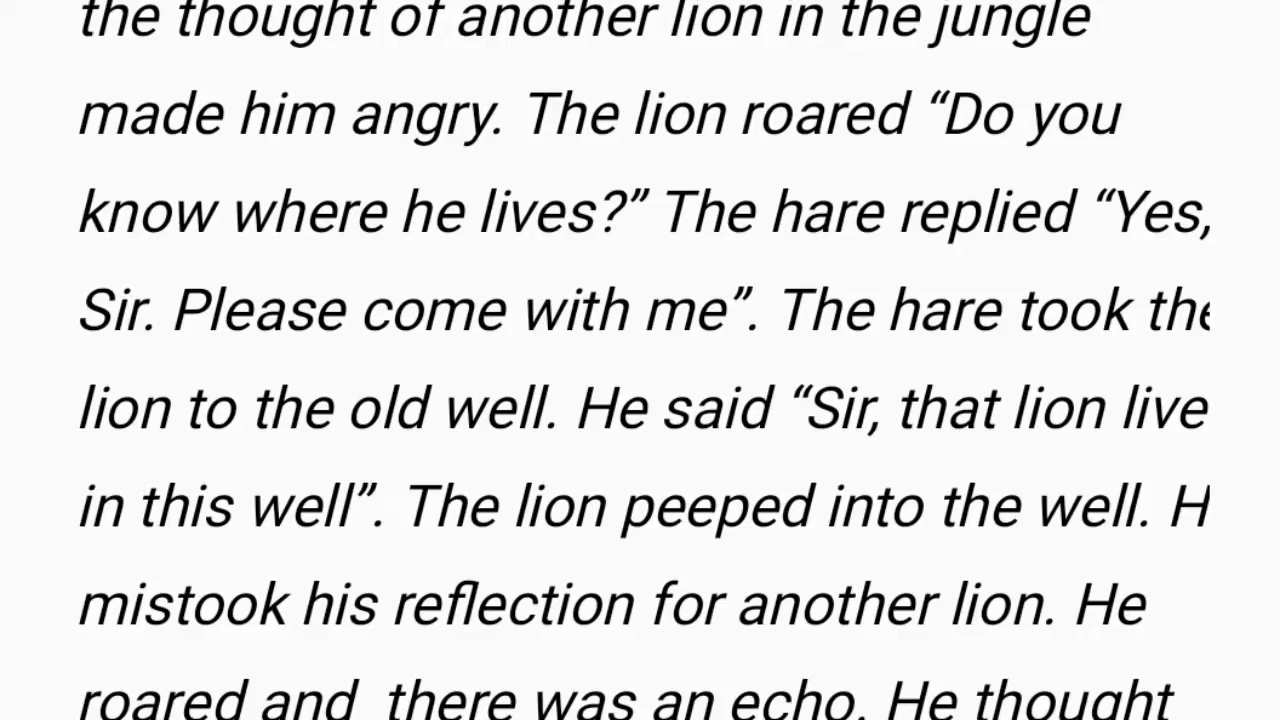 the thought of another lion in the jungle
made him angry. The lion roared “Do you
know where he lives?” The hare replied “Yes,
Sir. Please come with me”. The hare took the
lion to the old well. He said “Sir, that lion live
in this well”. The lion peeped into the well. H
mistook his reflection for another lion. He
roared and  there was an echo. He thought